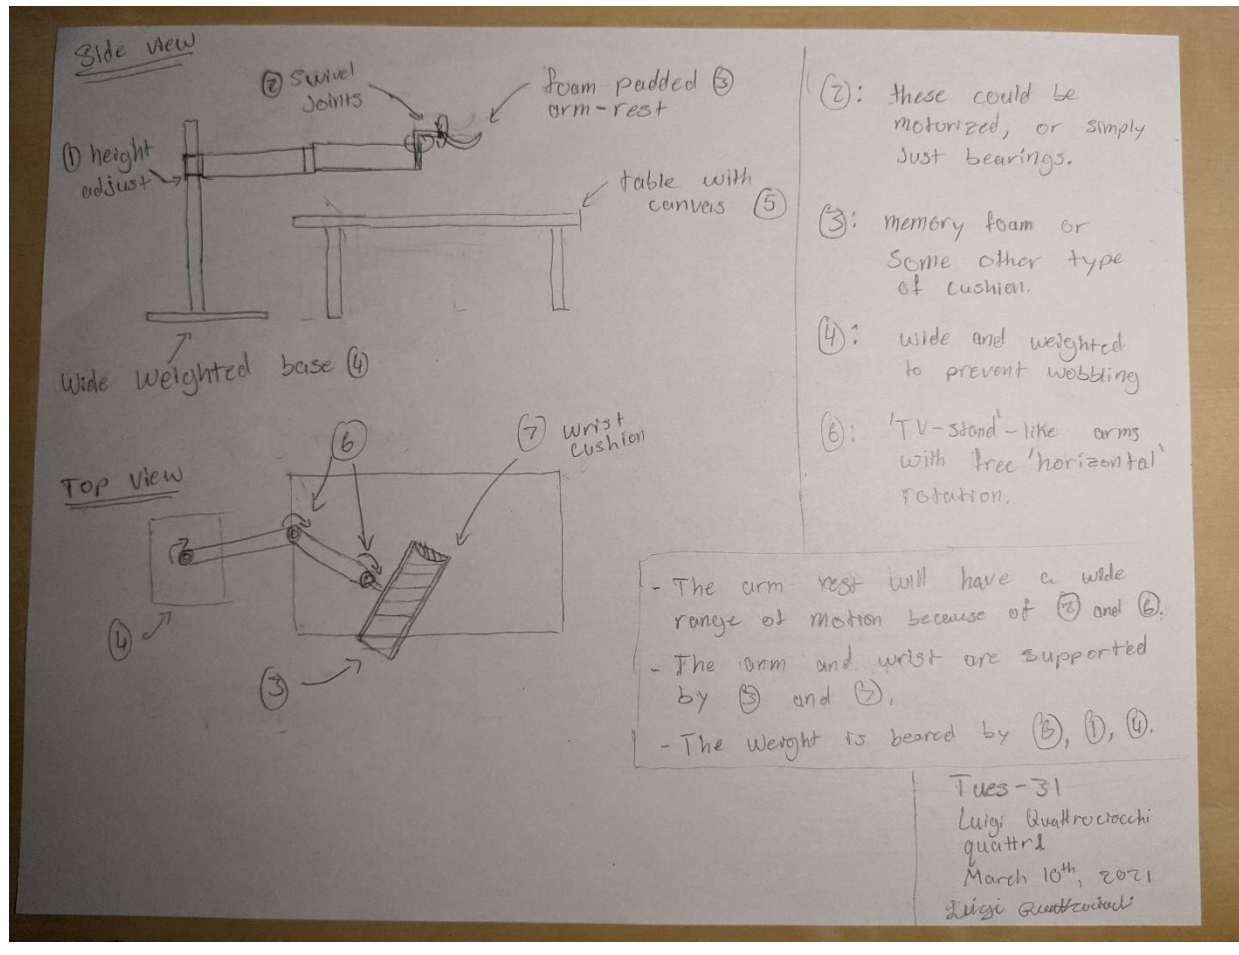 Side view
② Swivel
Joints
foam padded ③
arm-rest
① height
adjust
table with
canvas ⑤
Wide weighted base ④
⑥
⑦ wrist
cushion
Top view
④
③
②: these could be
motorized, or simply
just bearings.
③: memory foam or
some other type
of cushion.
④: wide and weighted
to prevent wobbling
⑥: 'TV-stand'-like arms
with free 'horizontal'
rotation.
- The arm rest will have a wide
range of motion because of ② and ⑥.
- The arm and wrist are supported
by ③ and ⑦.
- The weight is beared by ⑥, ①, ④.
Tues-31
Luigi Quattrociocchi
quattrl
March 10th, 2021
Luigi Quattrociocchi